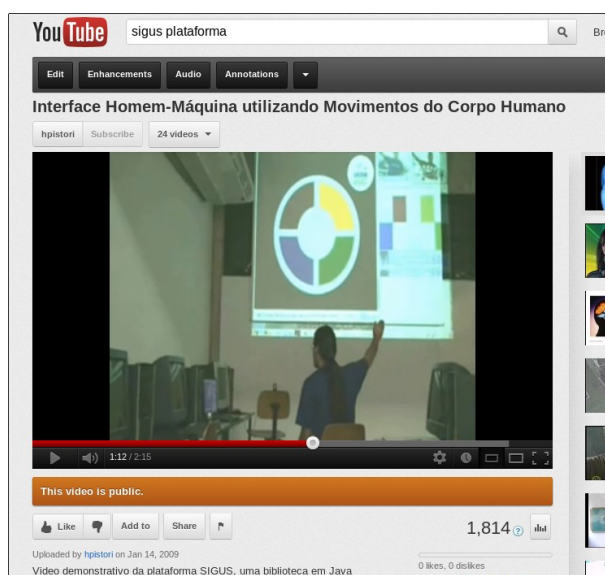 YouTube
sigus plataforma
Edit Enhancements Audio Annotations
Interface Homem-Máquina utilizando Movimentos do Corpo Humano
hpistori Subscribe 24 videos
1:12 / 2:15
This video is public.
Like Add to Share 1,814
Uploaded by hpistori on Jan 14, 2009
0 likes, 0 dislikes
Video demonstrativo da plataforma SIGUS, uma biblioteca em Java